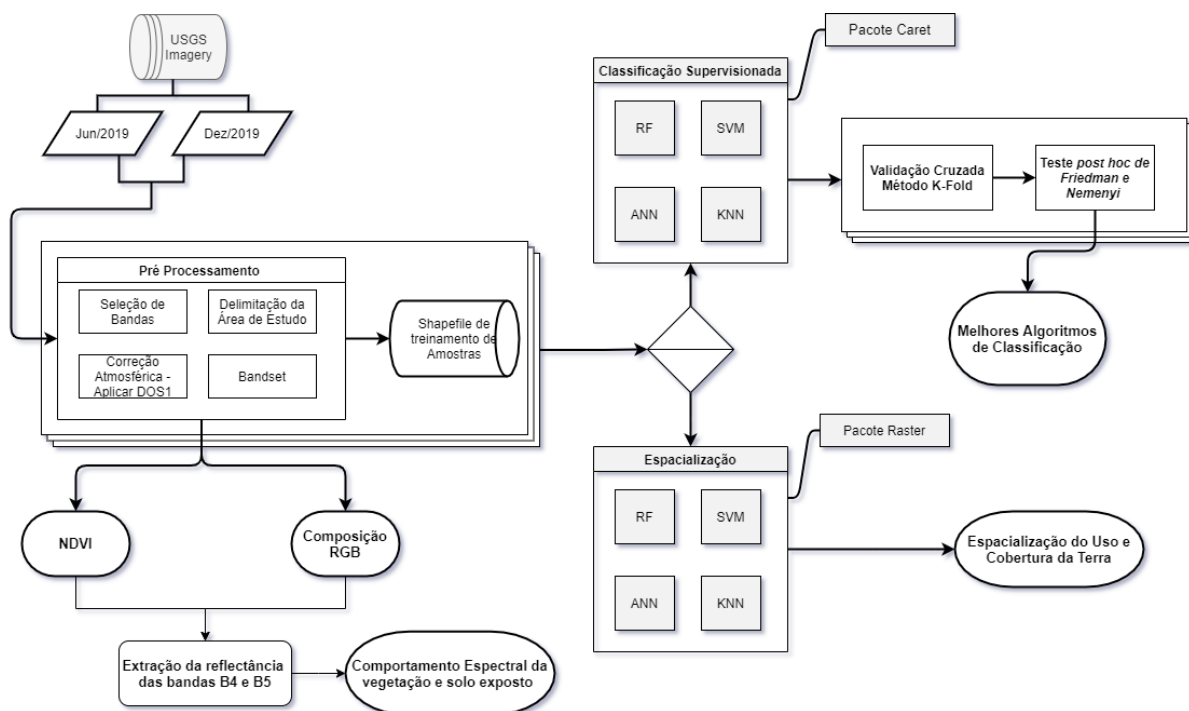 USGS
Imagery
Jun/2019
Dez/2019
Pré Processamento
Seleção de
Bandas
Delimitação da
Área de Estudo
Correção
Atmosférica -
Aplicar DOS1
Bandset
Shapefile de
treinamento de
Amostras
NDVI
Composição
RGB
Extração da reflectância
das bandas B4 e B5
Comportamento Espectral da
vegetação e solo exposto
Pacote Caret
Classificação Supervisionada
RF
SVM
ANN
KNN
Validação Cruzada
Método K-Fold
Teste post hoc de
Friedman e
Nemenyi
Melhores Algoritmos
de Classificação
Pacote Raster
Espacialização
RF
SVM
ANN
KNN
Espacialização do Uso e
Cobertura da Terra